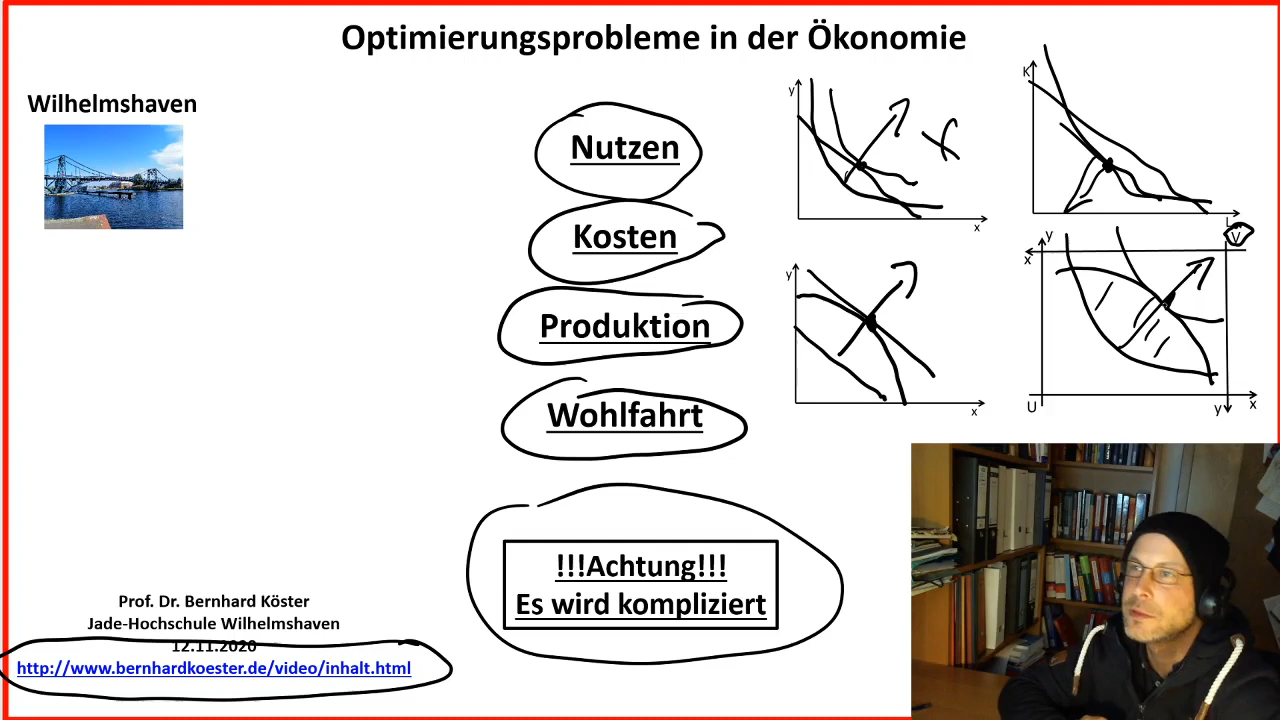 Optimierungsprobleme in der Ökonomie
Wilhelmshaven
Nutzen
Kosten
Produktion
Wohlfahrt
!!!Achtung!!!
Es wird kompliziert
y
x
K
L
y
x
y
x
V
U
y
x
Prof. Dr. Bernhard Köster
Jade-Hochschule Wilhelmshaven
12.11.2020
http://www.bernhardkoester.de/video/inhalt.html